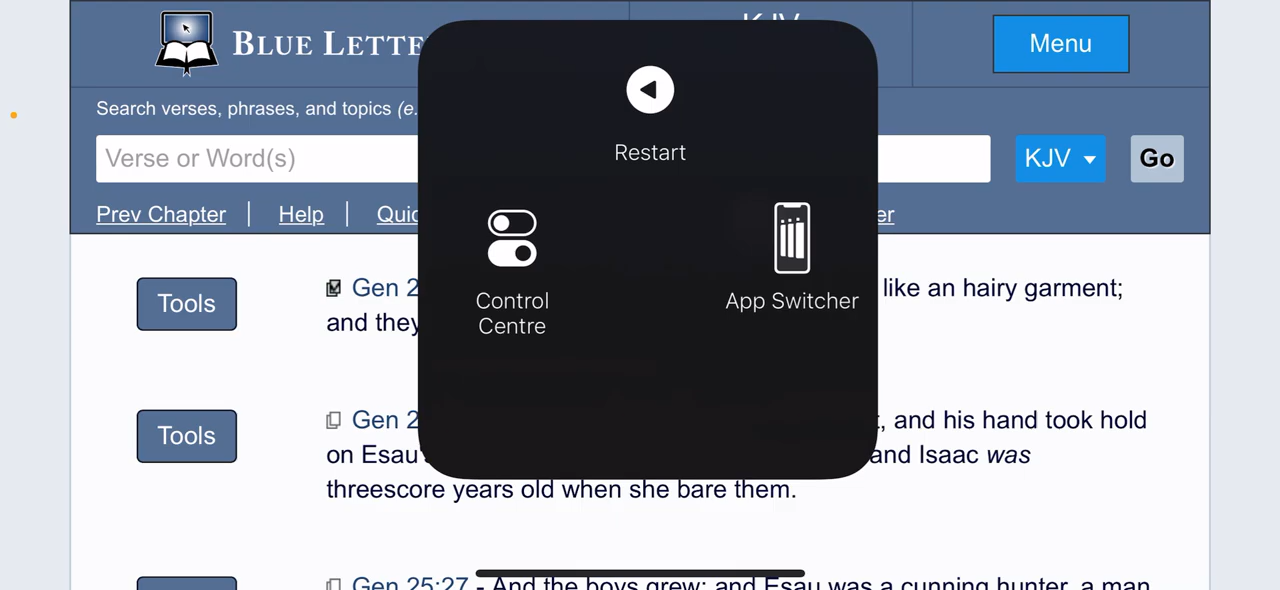 BLUE LETTE
KJV
Menu
Search verses, phrases, and topics (e.
Verse or Word(s)
KJV
Go
Prev Chapter | Help | Quic er
Restart
Control
Centre
App Switcher
Tools
Gen 2 like an hairy garment;
and they
Tools
Gen 2 , and his hand took hold
on Esau' and Isaac was
threescore years old when she bare them.
Gen 25:27 - And the boys grew: and Esau was a cunning hunter, a man